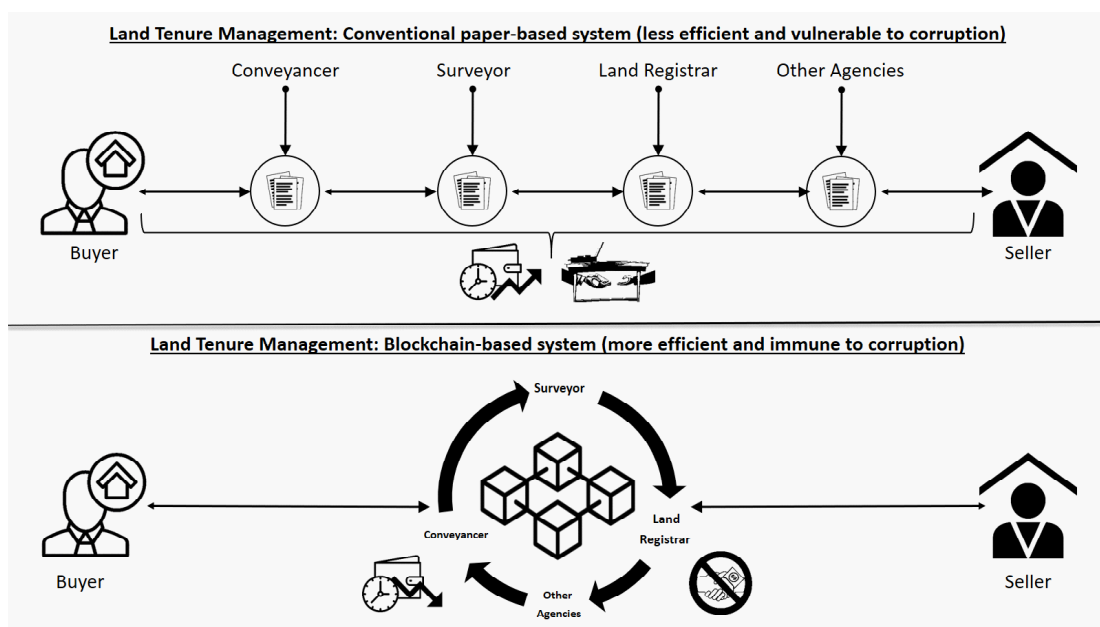 Land Tenure Management: Conventional paper-based system (less efficient and vulnerable to corruption)
Conveyancer
Surveyor
Land Registrar
Other Agencies
Buyer
Seller
Land Tenure Management: Blockchain-based system (more efficient and immune to corruption)
Surveyor
Conveyancer
Land
Registrar
Other
Agencies
Buyer
Seller